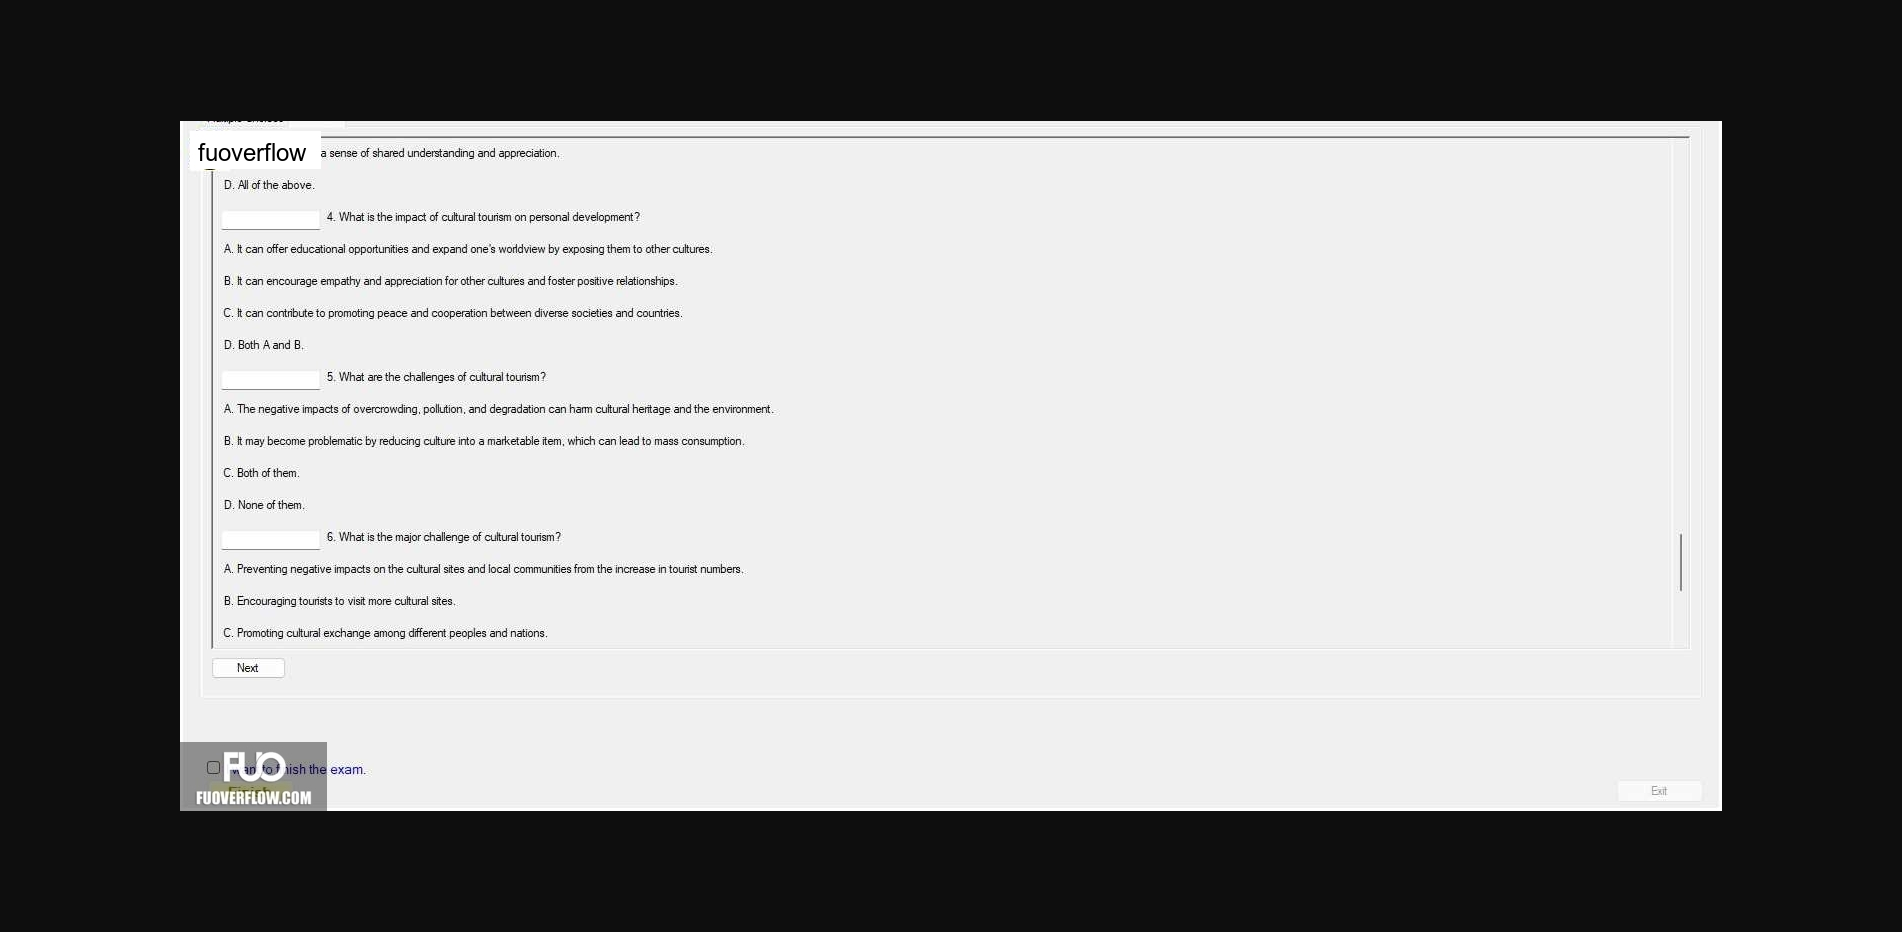 fuoverflow
a sense of shared understanding and appreciation.
D. All of the above.
4. What is the impact of cultural tourism on personal development?
A. It can offer educational opportunities and expand one's worldview by exposing them to other cultures.
B. It can encourage empathy and appreciation for other cultures and foster positive relationships.
C. It can contribute to promoting peace and cooperation between diverse societies and countries.
D. Both A and B.
5. What are the challenges of cultural tourism?
A. The negative impacts of overcrowding, pollution, and degradation can harm cultural heritage and the environment.
B. It may become problematic by reducing culture into a marketable item, which can lead to mass consumption.
C. Both of them.
D. None of them.
6. What is the major challenge of cultural tourism?
A. Preventing negative impacts on the cultural sites and local communities from the increase in tourist numbers.
B. Encouraging tourists to visit more cultural sites.
C. Promoting cultural exchange among different peoples and nations.
Next
FUO
want to finish the exam.
Finish
FUOVERFLOW.COM
Exit